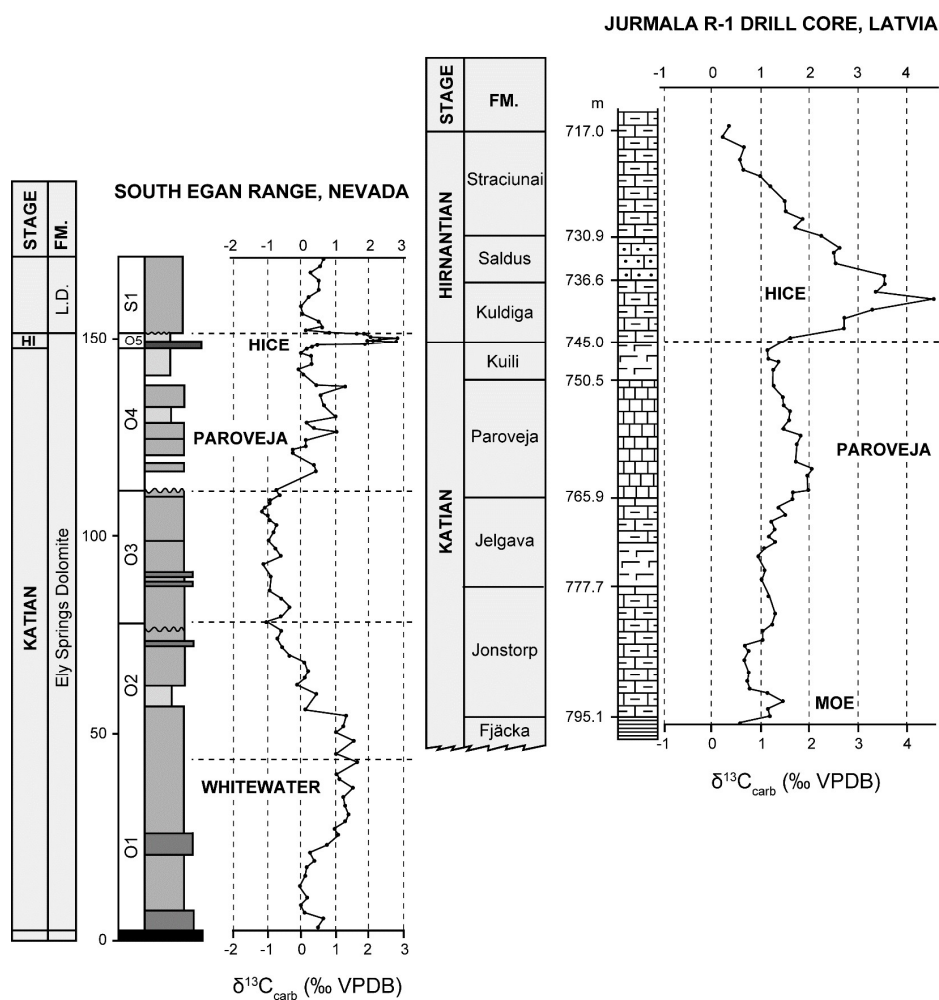 JURMALA R-1 DRILL CORE, LATVIA
STAGE
FM.
m
-1 0 1 2 3 4
717.0
Straciunai
730.9
Saldus
736.6
Kuldiga
745.0
Kuili
750.5
Paroveja
765.9
Jelgava
777.7
Jonstorp
795.1
Fjäcka
HIRNANTIAN
KATIAN
HICE
PAROVEJA
MOE
-1 0 1 2 3 4
δ13Ccarb (‰ VPDB)
SOUTH EGAN RANGE, NEVADA
STAGE
FM.
-2 -1 0 1 2 3
L.D.
S1
HI
150
O5
HICE
O4
PAROVEJA
100
O3
KATIAN
Ely Springs Dolomite
O2
50
WHITEWATER
O1
0
-2 -1 0 1 2 3
δ13Ccarb (‰ VPDB)